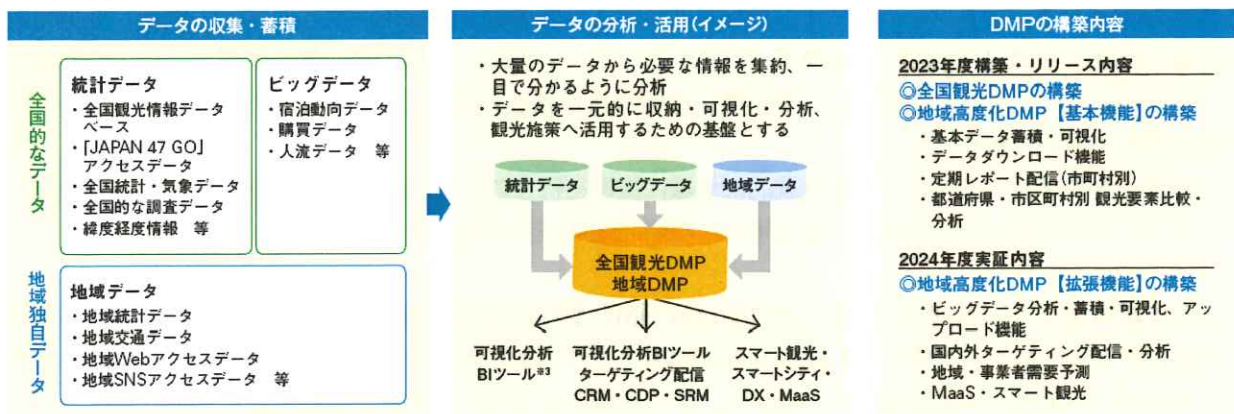 データの収集・蓄積
全国的なデータ
統計データ
・全国観光情報データ
ベース
・「JAPAN 47 GO」
アクセスデータ
・全国統計・気象データ
・全国的な調査データ
・緯度経度情報 等
ビッグデータ
・宿泊動向データ
・購買データ
・人流データ 等
地域独自データ
地域データ
・地域統計データ
・地域交通データ
・地域Webアクセスデータ
・地域SNSアクセスデータ 等
データの分析・活用(イメージ)
・大量のデータから必要な情報を集約、一
目で分かるように分析
・データを一元的に収納・可視化・分析、
観光施策へ活用するための基盤とする
統計データ
ビッグデータ
地域データ
全国観光DMP
地域DMP
可視化分析
BIツール※3
可視化分析BIツール
ターゲティング配信
CRM・CDP・SRM
スマート観光・
スマートシティ・
DX・MaaS
DMPの構築内容
2023年度構築・リリース内容
◎全国観光DMPの構築
◎地域高度化DMP【基本機能】の構築
・基本データ蓄積・可視化
・データダウンロード機能
・定期レポート配信(市町村別)
・都道府県・市区町村別 観光要素比較・
分析
2024年度実証内容
◎地域高度化DMP【拡張機能】の構築
・ビッグデータ分析・蓄積・可視化、アッ
プロード機能
・国内外ターゲティング配信・分析
・地域・事業者需要予測
・MaaS・スマート観光